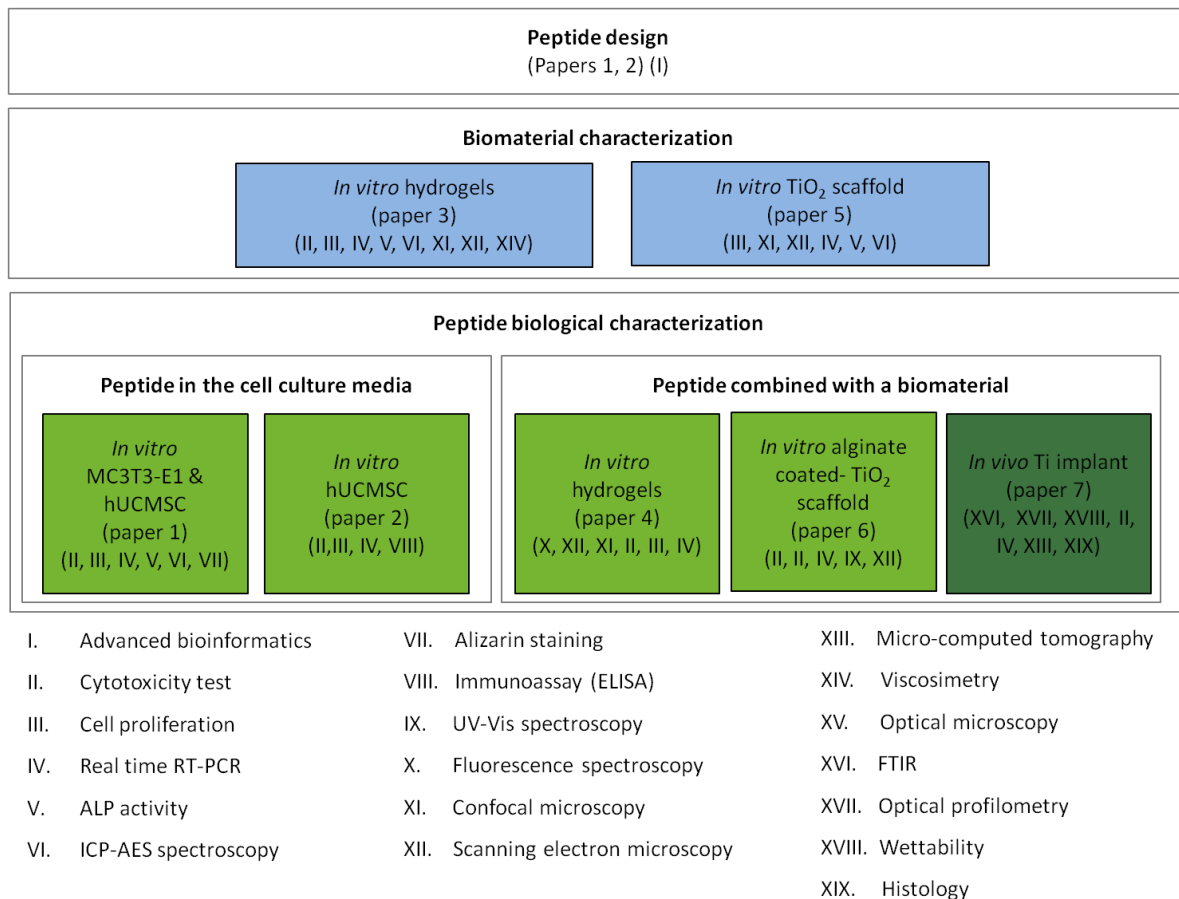 Peptide design
(Papers 1, 2) (I)
Biomaterial characterization
In vitro hydrogels
(paper 3)
(II, III, IV, V, VI, XI, XII, XIV)
In vitro TiO₂ scaffold
(paper 5)
(III, XI, XII, IV, V, VI)
Peptide biological characterization
Peptide in the cell culture media
In vitro
MC3T3-E1 &
hUCMSC
(paper 1)
(II, III, IV, V, VI, VII)
In vitro
hUCMSC
(paper 2)
(II,III, IV, VIII)
Peptide combined with a biomaterial
In vitro
hydrogels
(paper 4)
(X, XII, XI, II, III, IV)
In vitro alginate
coated- TiO₂
scaffold
(paper 6)
(II, II, IV, IX, XII)
In vivo Ti implant
(paper 7)
(XVI, XVII, XVIII, II,
IV, XIII, XIX)
I. Advanced bioinformatics
II. Cytotoxicity test
III. Cell proliferation
IV. Real time RT-PCR
V. ALP activity
VI. ICP-AES spectroscopy
VII. Alizarin staining
VIII. Immunoassay (ELISA)
IX. UV-Vis spectroscopy
X. Fluorescence spectroscopy
XI. Confocal microscopy
XII. Scanning electron microscopy
XIII. Micro-computed tomography
XIV. Viscosimetry
XV. Optical microscopy
XVI. FTIR
XVII. Optical profilometry
XVIII. Wettability
XIX. Histology